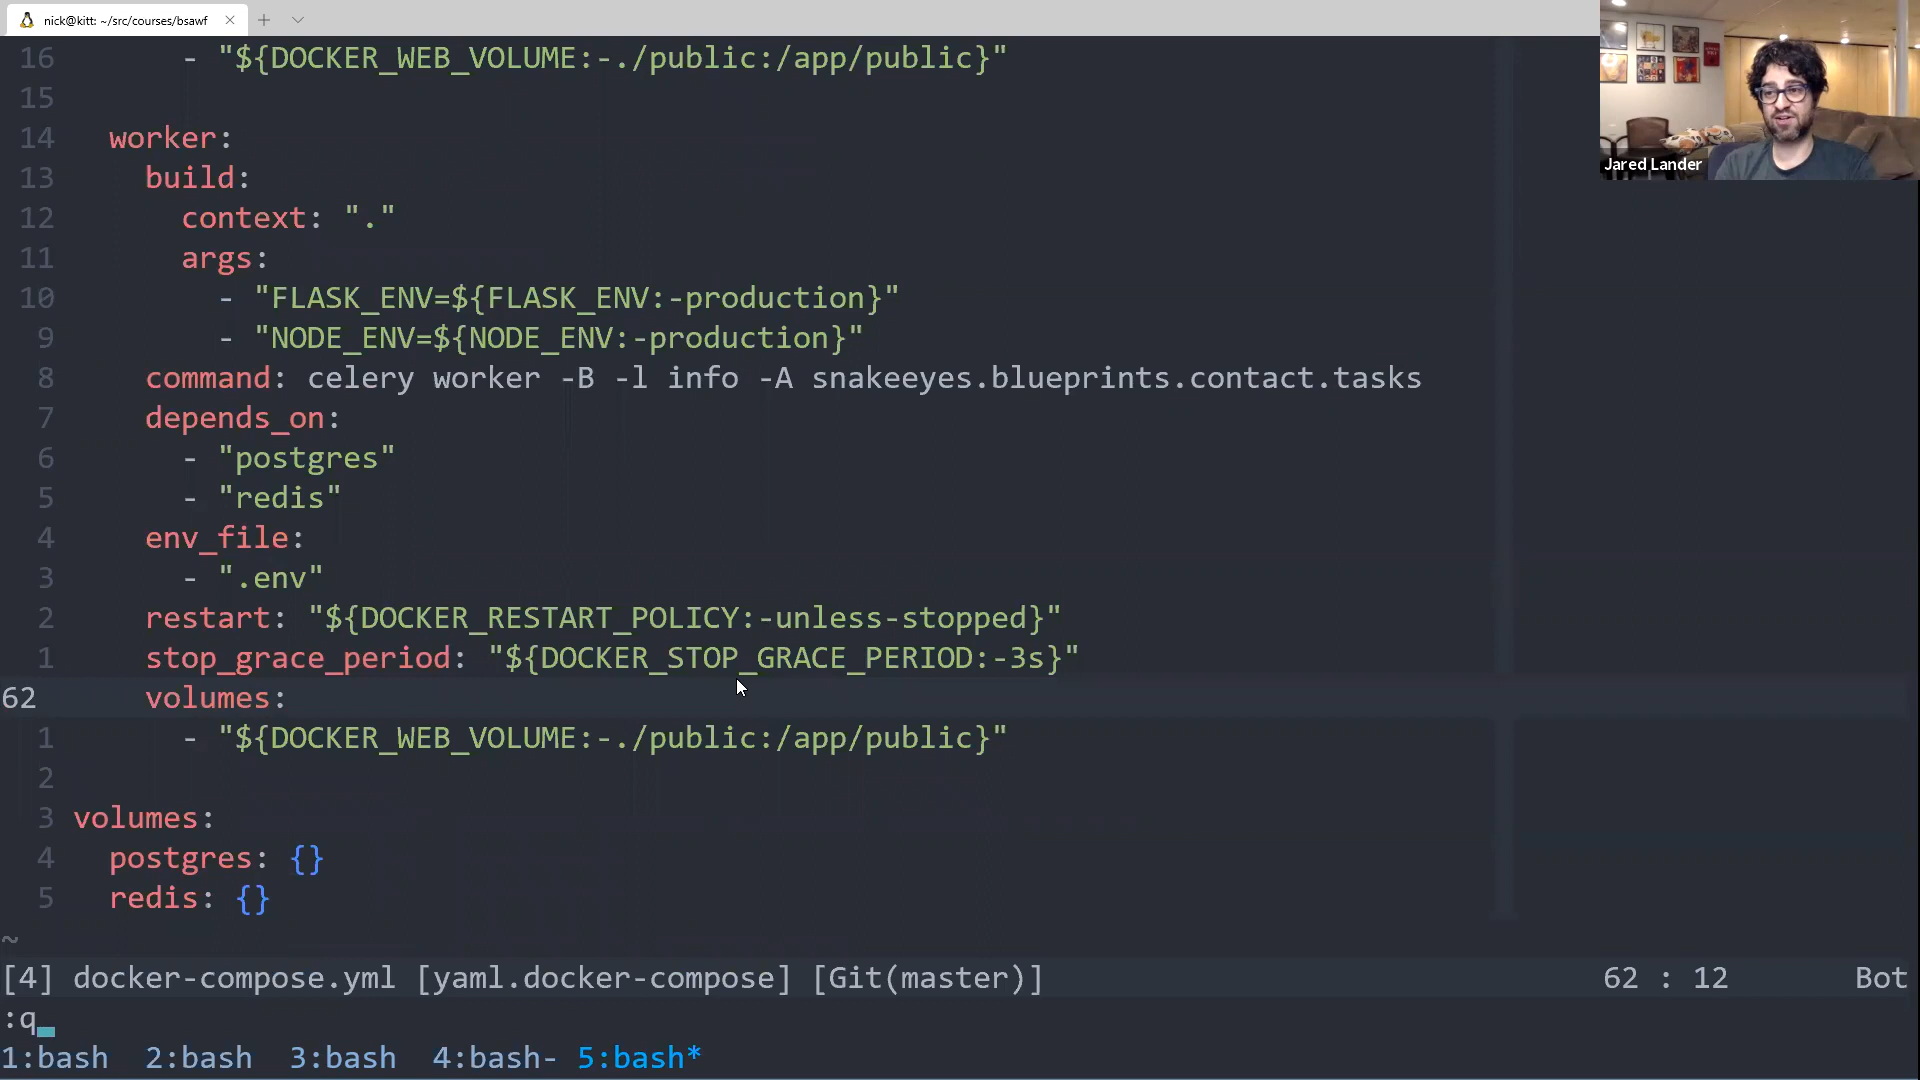 nick@kitt: ~/src/courses/bsawf
16 - "${DOCKER_WEB_VOLUME:-./public:/app/public}"
15
14 worker:
13 build:
12 context: "."
11 args:
10 - "FLASK_ENV=${FLASK_ENV:-production}"
9 - "NODE_ENV=${NODE_ENV:-production}"
8 command: celery worker -B -l info -A snakeeyes.blueprints.contact.tasks
7 depends_on:
6 - "postgres"
5 - "redis"
4 env_file:
3 - ".env"
2 restart: "${DOCKER_RESTART_POLICY:-unless-stopped}"
1 stop_grace_period: "${DOCKER_STOP_GRACE_PERIOD:-3s}"
62 volumes:
1 - "${DOCKER_WEB_VOLUME:-./public:/app/public}"
2
3 volumes:
4 postgres: {}
5 redis: {}
~
[4] docker-compose.yml [yaml.docker-compose] [Git(master)] 62 : 12 Bot
:q
1:bash 2:bash 3:bash 4:bash- 5:bash*
Jared Lander